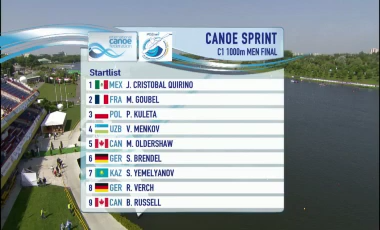 canoe
federation
CANOE SPRINT
C1 1000m MEN FINAL
Startlist
1 MEX J. CRISTOBAL QUIRINO
2 FRA M. GOUBEL
3 POL P. KULETA
4 UZB V. MENKOV
5 CAN M. OLDERSHAW
6 GER S. BRENDEL
7 KAZ S. YEMELYANOV
8 GER R. VERCH
9 CAN B. RUSSELL